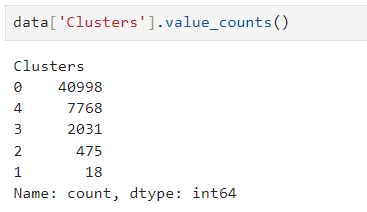 data['Clusters'].value_counts()
Clusters
0    40998
4     7768
3     2031
2      475
1       18
Name: count, dtype: int64